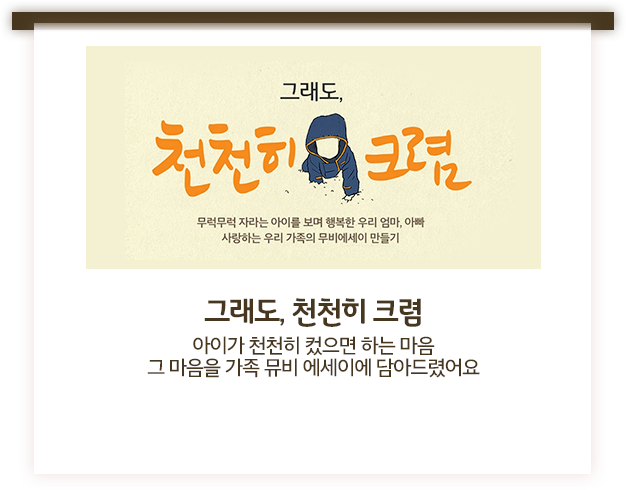 그래도,
천천히 크렴
무럭무럭 자라는 아이를 보며 행복한 우리 엄마, 아빠
사랑하는 우리 가족의 무비에세이 만들기
그래도, 천천히 크렴
아이가 천천히 컸으면 하는 마음
그 마음을 가족 뮤비 에세이에 담아드렸어요